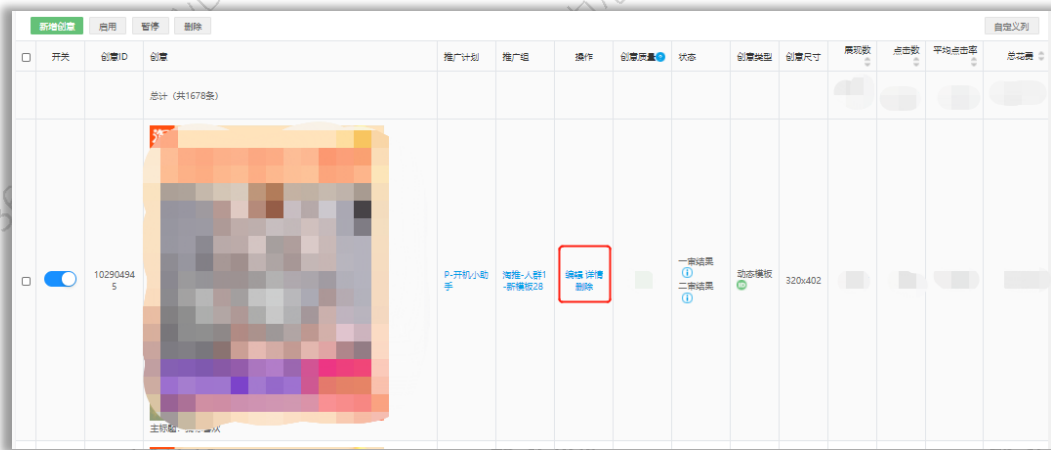 新增创意 启用 暂停 删除 自定义列
开关 创意ID 创意 推广计划 推广组 操作 创意质量 状态 创意类型 创意尺寸 展现数 点击数 平均点击率 总花费
总计（共1678条）
10290494
5
P-开机小助
手
淘推-人群1
-新模板28
编辑 详情
删除
一审结果
二审结果
动态模板
320x402
主标题：